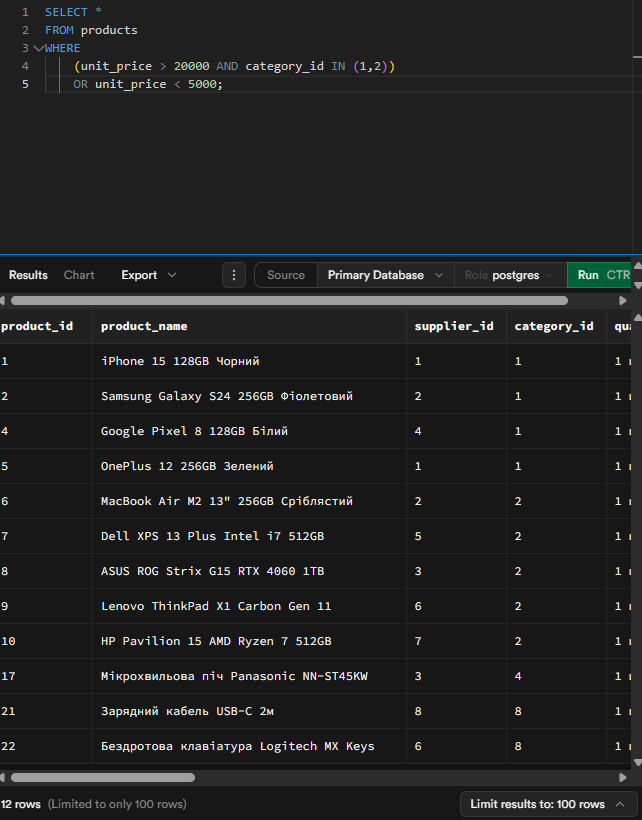 1 SELECT *
2 FROM products
3 WHERE
4 (unit_price > 20000 AND category_id IN (1,2))
5 OR unit_price < 5000;
Results Chart Export Source Primary Database Role postgres Run CTR
product_id product_name supplier_id category_id qua
1 iPhone 15 128GB Чорний 1 1 1
2 Samsung Galaxy S24 256GB Фіолетовий 2 1 1
4 Google Pixel 8 128GB Білий 4 1 1
5 OnePlus 12 256GB Зелений 1 1 1
6 MacBook Air M2 13" 256GB Сріблястий 2 2 1
7 Dell XPS 13 Plus Intel i7 512GB 5 2 1
8 ASUS ROG Strix G15 RTX 4060 1TB 3 2 1
9 Lenovo ThinkPad X1 Carbon Gen 11 6 2 1
10 HP Pavilion 15 AMD Ryzen 7 512GB 7 2 1
17 Мікрохвильова піч Panasonic NN-ST45KW 3 4 1
21 Зарядний кабель USB-C 2м 8 8 1
22 Бездротова клавіатура Logitech MX Keys 6 8 1
12 rows (Limited to only 100 rows) Limit results to: 100 rows